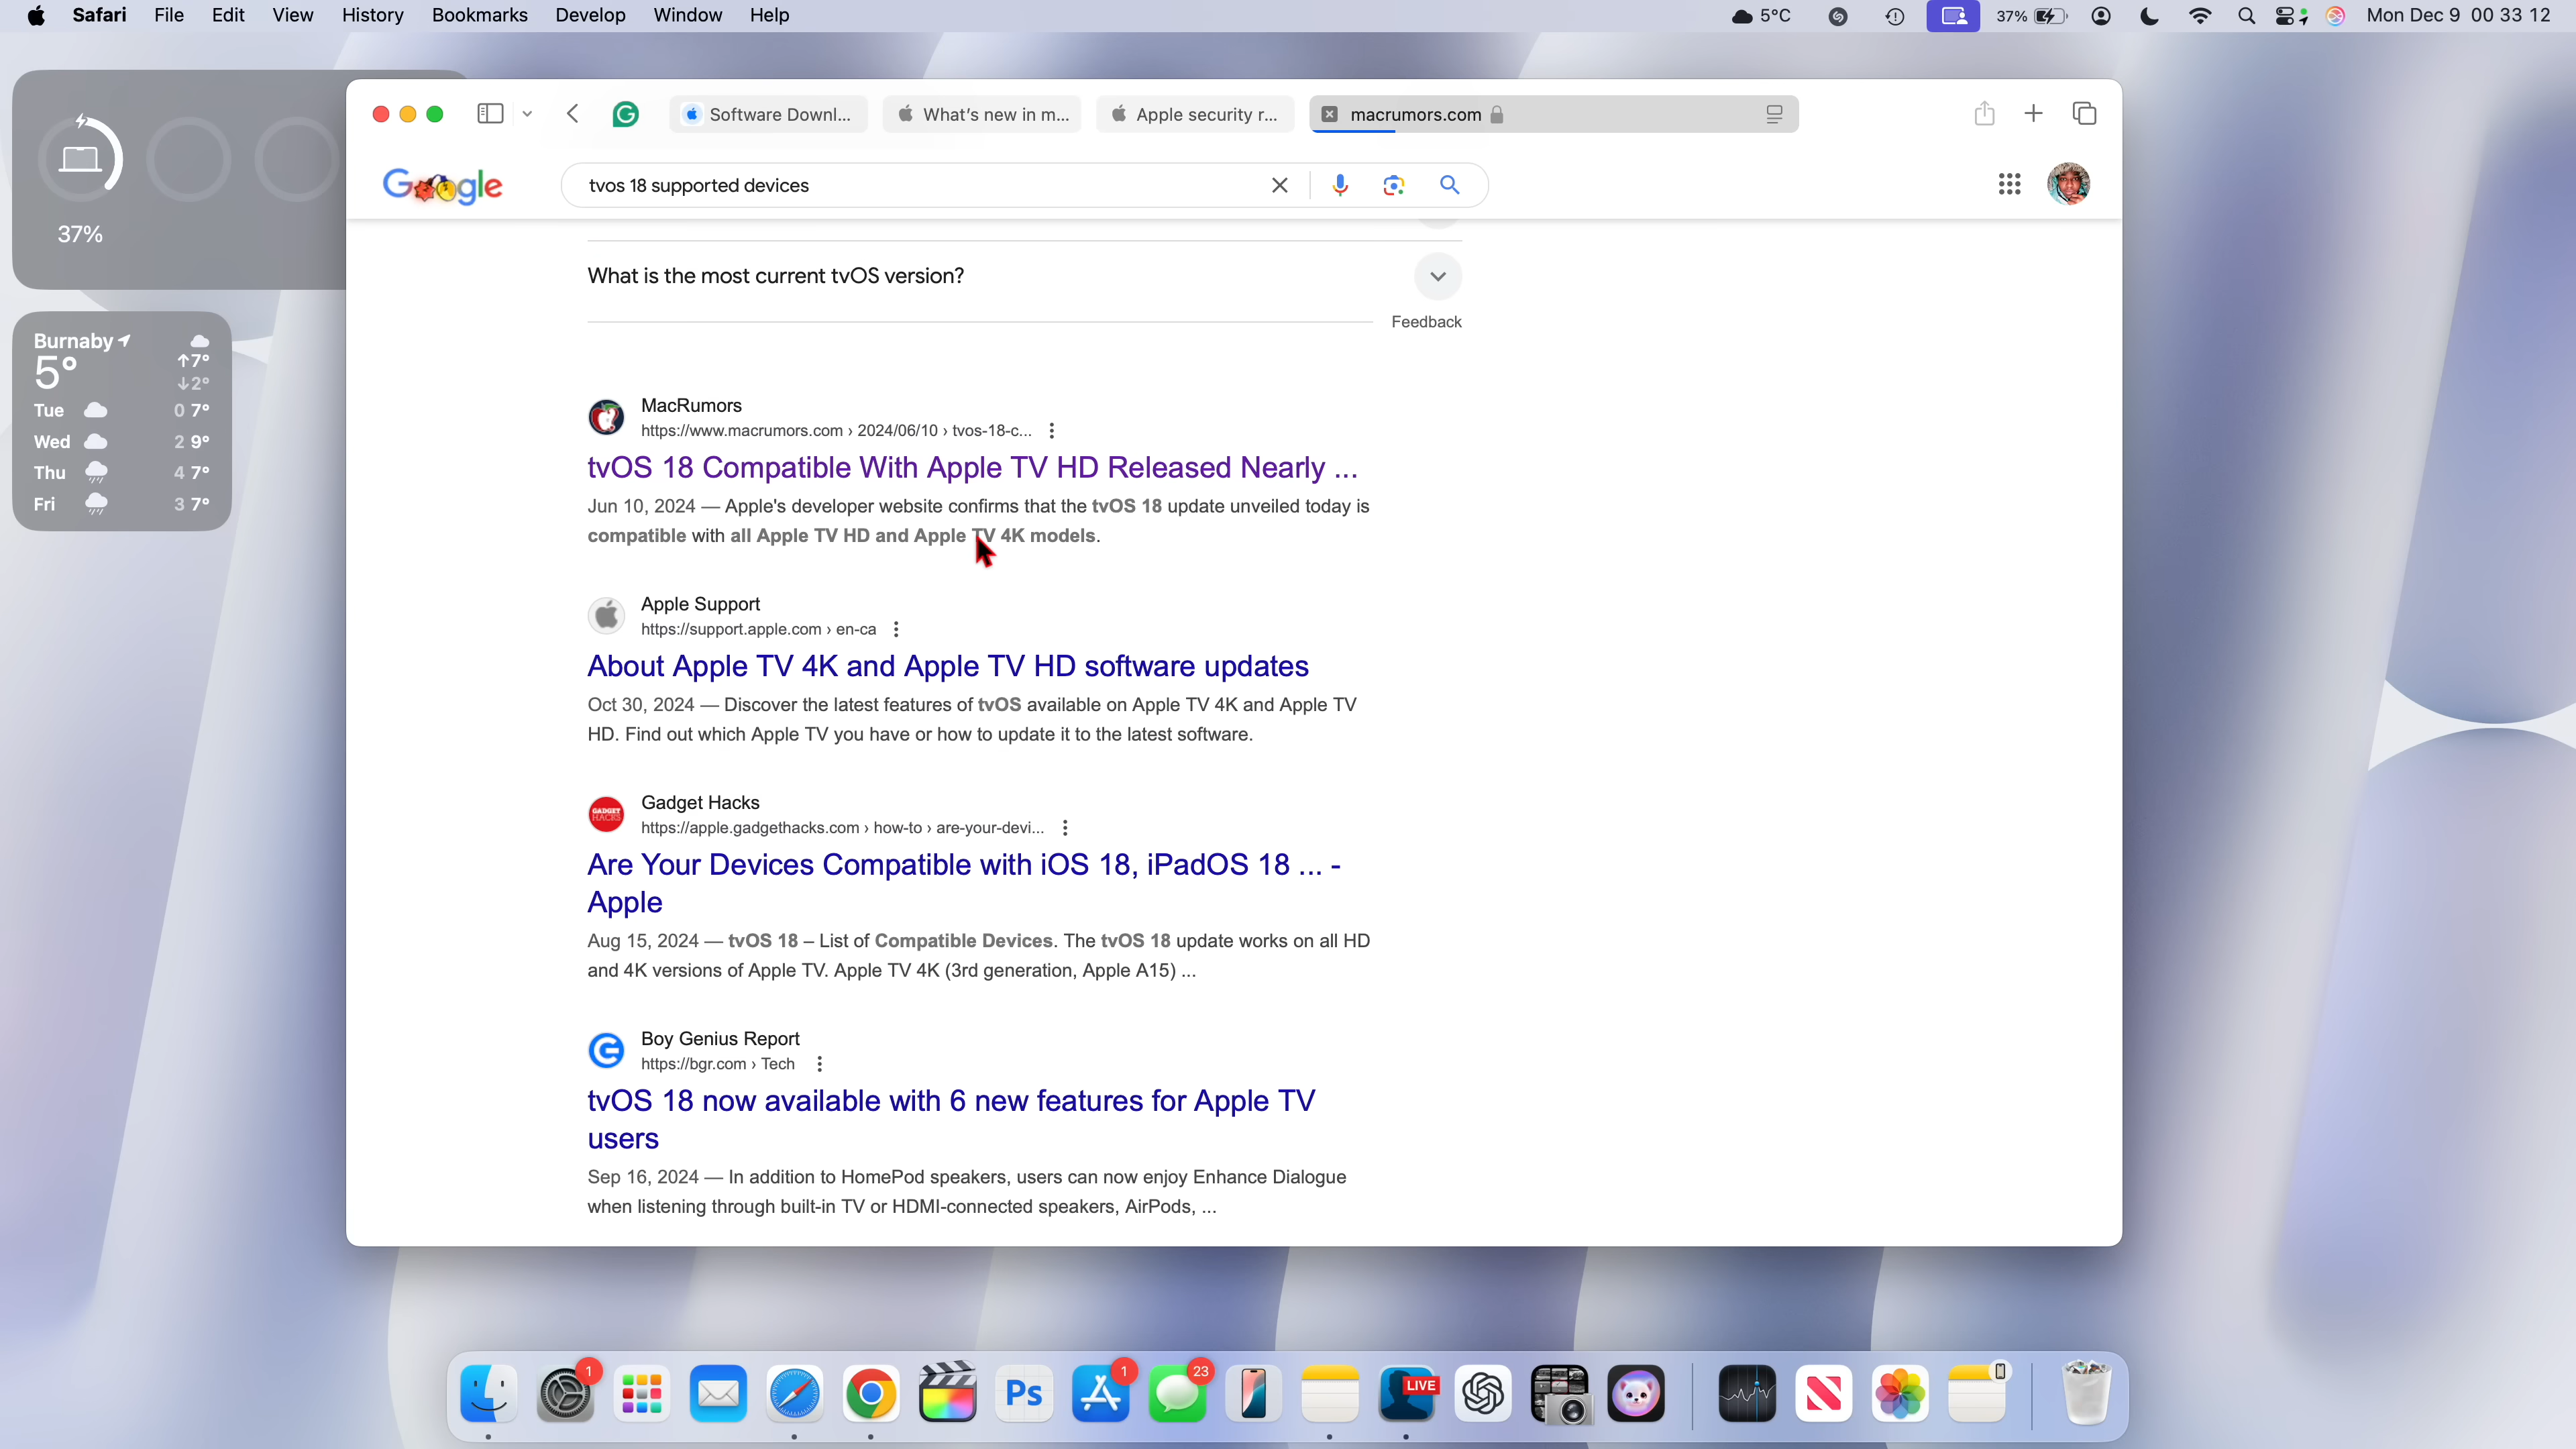 Safari File Edit View History Bookmarks Develop Window Help 5°C 37% Mon Dec 9 00 33 12
Software Downl... What's new in m... Apple security r... macrumors.com
Google tvos 18 supported devices
37%
Burnaby
5° ↑7°
↓2°
Tue 0 7°
Wed 2 9°
Thu 4 7°
Fri 3 7°
What is the most current tvOS version?
Feedback
MacRumors
https://www.macrumors.com › 2024/06/10 › tvos-18-c...
tvOS 18 Compatible With Apple TV HD Released Nearly ...
Jun 10, 2024 — Apple's developer website confirms that the tvOS 18 update unveiled today is
compatible with all Apple TV HD and Apple TV 4K models.
Apple Support
https://support.apple.com › en-ca
About Apple TV 4K and Apple TV HD software updates
Oct 30, 2024 — Discover the latest features of tvOS available on Apple TV 4K and Apple TV
HD. Find out which Apple TV you have or how to update it to the latest software.
GADGET
HACKS
Gadget Hacks
https://apple.gadgethacks.com › how-to › are-your-devi...
Are Your Devices Compatible with iOS 18, iPadOS 18 ... -
Apple
Aug 15, 2024 — tvOS 18 – List of Compatible Devices. The tvOS 18 update works on all HD
and 4K versions of Apple TV. Apple TV 4K (3rd generation, Apple A15) ...
Boy Genius Report
https://bgr.com › Tech
tvOS 18 now available with 6 new features for Apple TV
users
Sep 16, 2024 — In addition to HomePod speakers, users can now enjoy Enhance Dialogue
when listening through built-in TV or HDMI-connected speakers, AirPods, ...
1 Ps 1 23 LIVE